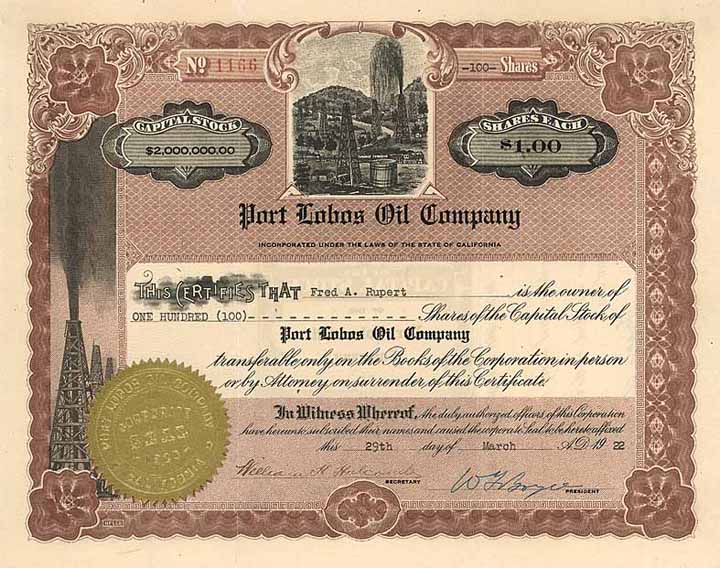 No 1166
-100- Shares
CAPITAL STOCK
$2,000,000.00
SHARES EACH
$1.00
Port Lobos Oil Company
INCORPORATED UNDER THE LAWS OF THE STATE OF CALIFORNIA
THIS CERTIFIES THAT Fred A. Rupert is the owner of
ONE HUNDRED (100)- - - - - - - - - - - Shares of the Capital Stock of
Port Lobos Oil Company
transferable only on the Books of the Corporation in person
or by Attorney on surrender of this Certificate.
In Witness Whereof, the duly authorized officers of this Corporation
have hereunto subscribed their names and caused the corporate Seal to be hereto affixed
this 29th day of March A.D. 19 22
William H.
SECRETARY
PRESIDENT
PORT LOBOS OIL COMPANY